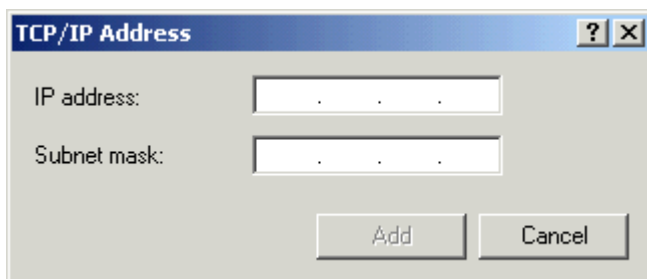 TCP/IP Address ? X
IP address: . . .
Subnet mask: . . .
Add Cancel